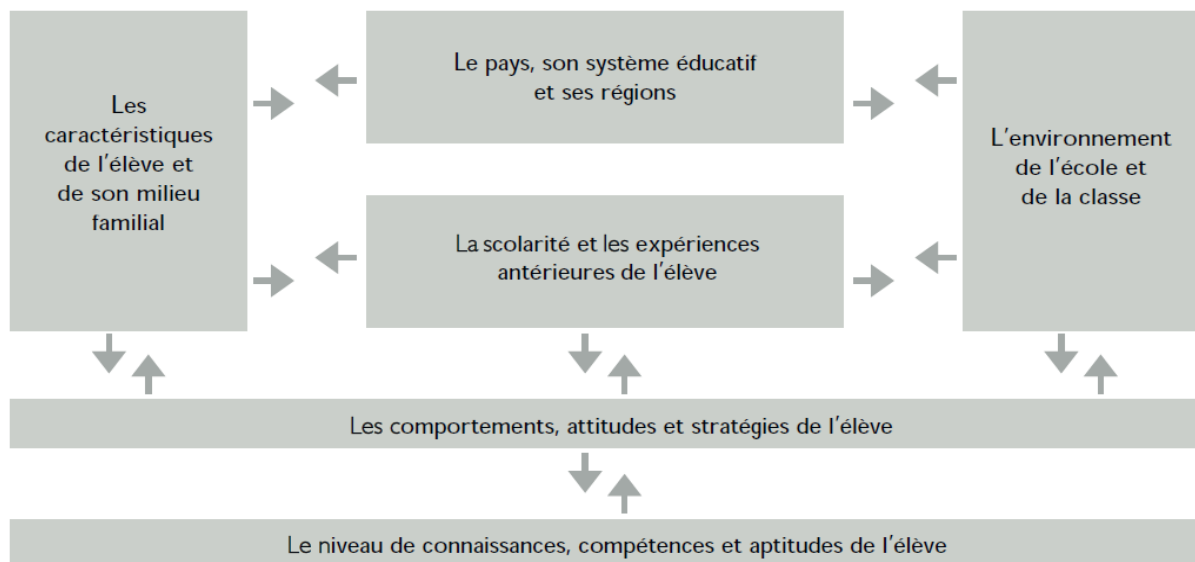 Les
caractéristiques
de l'élève et
de son milieu
familial
Le pays, son système éducatif
et ses régions
La scolarité et les expériences
antérieures de l'élève
L'environnement
de l'école et
de la classe
Les comportements, attitudes et stratégies de l'élève
Le niveau de connaissances, compétences et aptitudes de l'élève